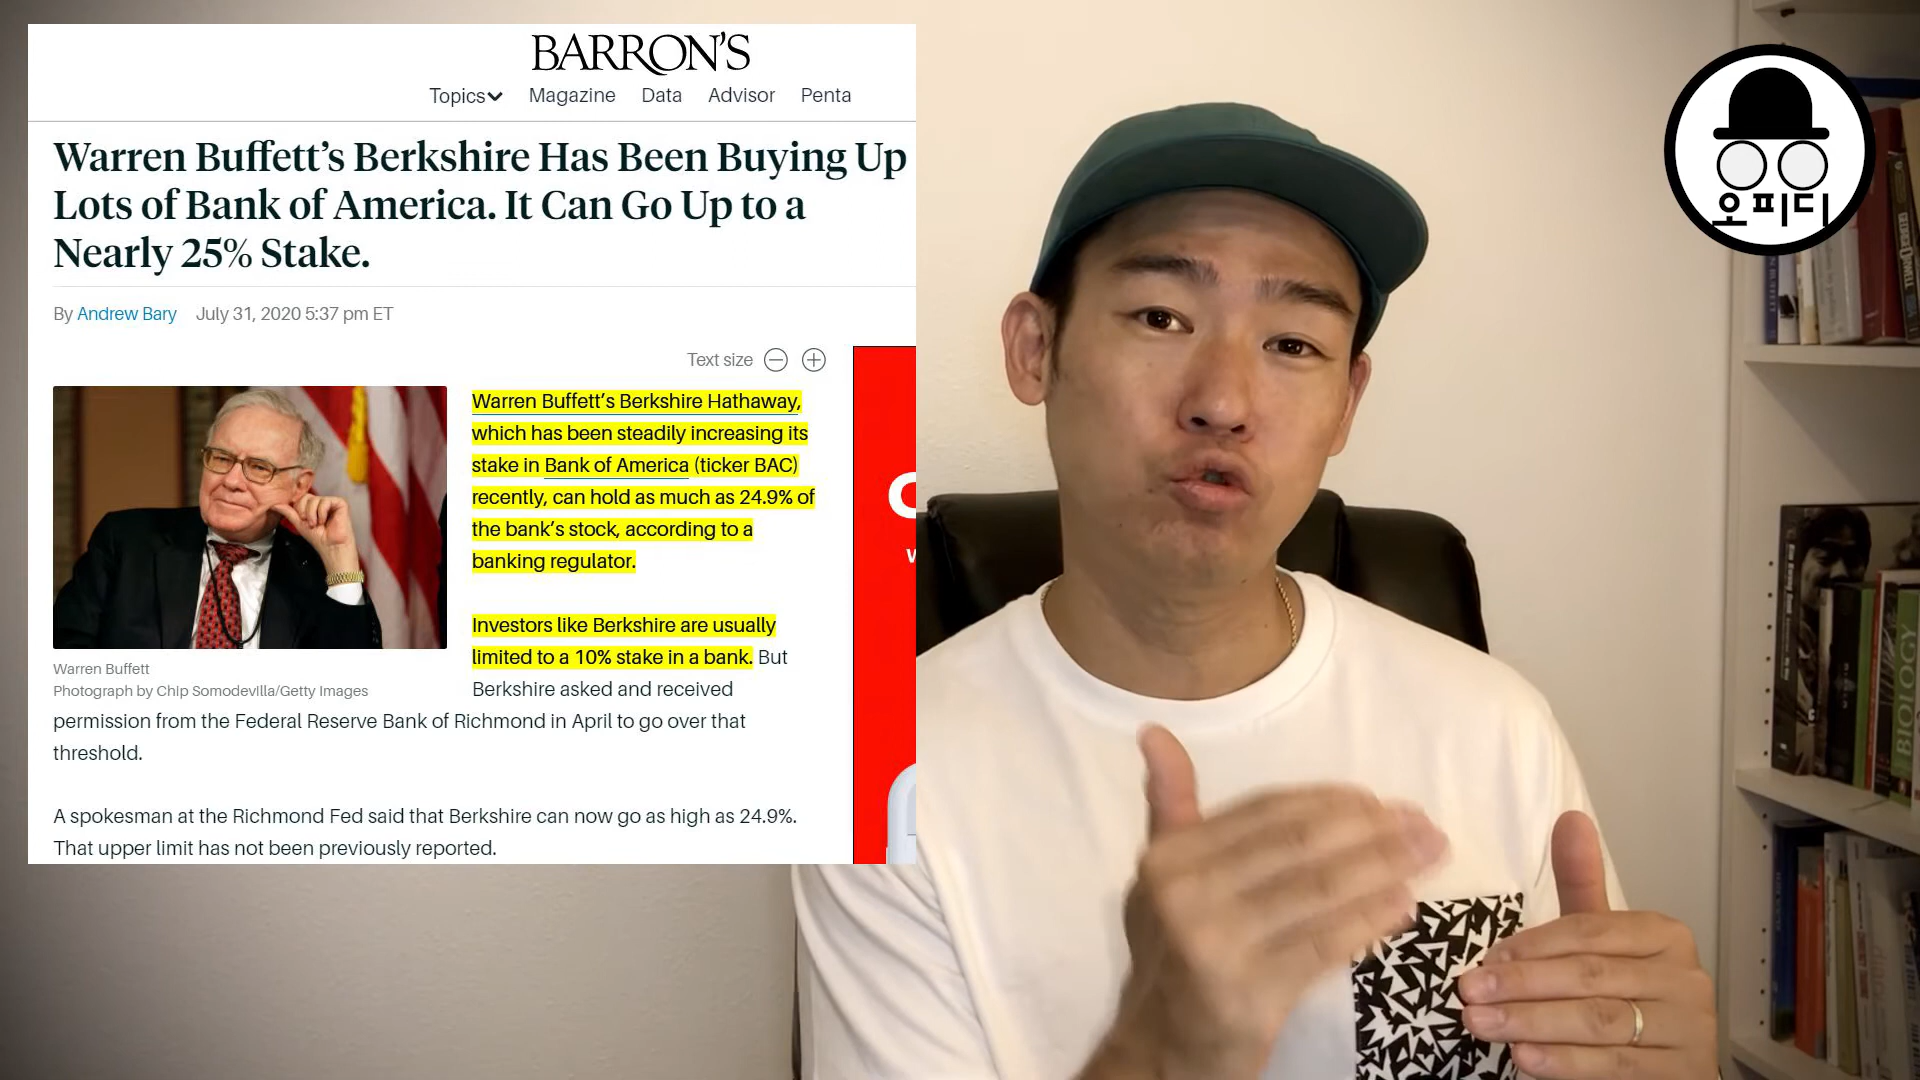 BARRON'S
Topics Magazine Data Advisor Penta
Warren Buffett’s Berkshire Has Been Buying Up
Lots of Bank of America. It Can Go Up to a
Nearly 25% Stake.
By Andrew Bary July 31, 2020 5:37 pm ET
Text size
Warren Buffett’s Berkshire Hathaway,
which has been steadily increasing its
stake in Bank of America (ticker BAC)
recently, can hold as much as 24.9% of
the bank’s stock, according to a
banking regulator.
Investors like Berkshire are usually
limited to a 10% stake in a bank. But
Berkshire asked and received
Warren Buffett
Photograph by Chip Somodevilla/Getty Images
permission from the Federal Reserve Bank of Richmond in April to go over that
threshold.
A spokesman at the Richmond Fed said that Berkshire can now go as high as 24.9%.
That upper limit has not been previously reported.
오피디
BIOLOGY